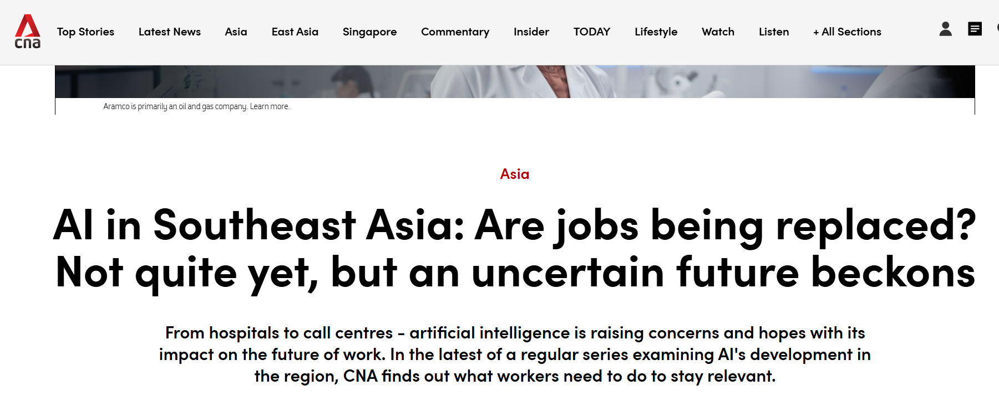 cna
Top Stories Latest News Asia East Asia Singapore Commentary Insider TODAY Lifestyle Watch Listen + All Sections
Aramco is primarily an oil and gas company. Learn more.
Asia
AI in Southeast Asia: Are jobs being replaced?
Not quite yet, but an uncertain future beckons
From hospitals to call centres - artificial intelligence is raising concerns and hopes with its
impact on the future of work. In the latest of a regular series examining AI's development in
the region, CNA finds out what workers need to do to stay relevant.